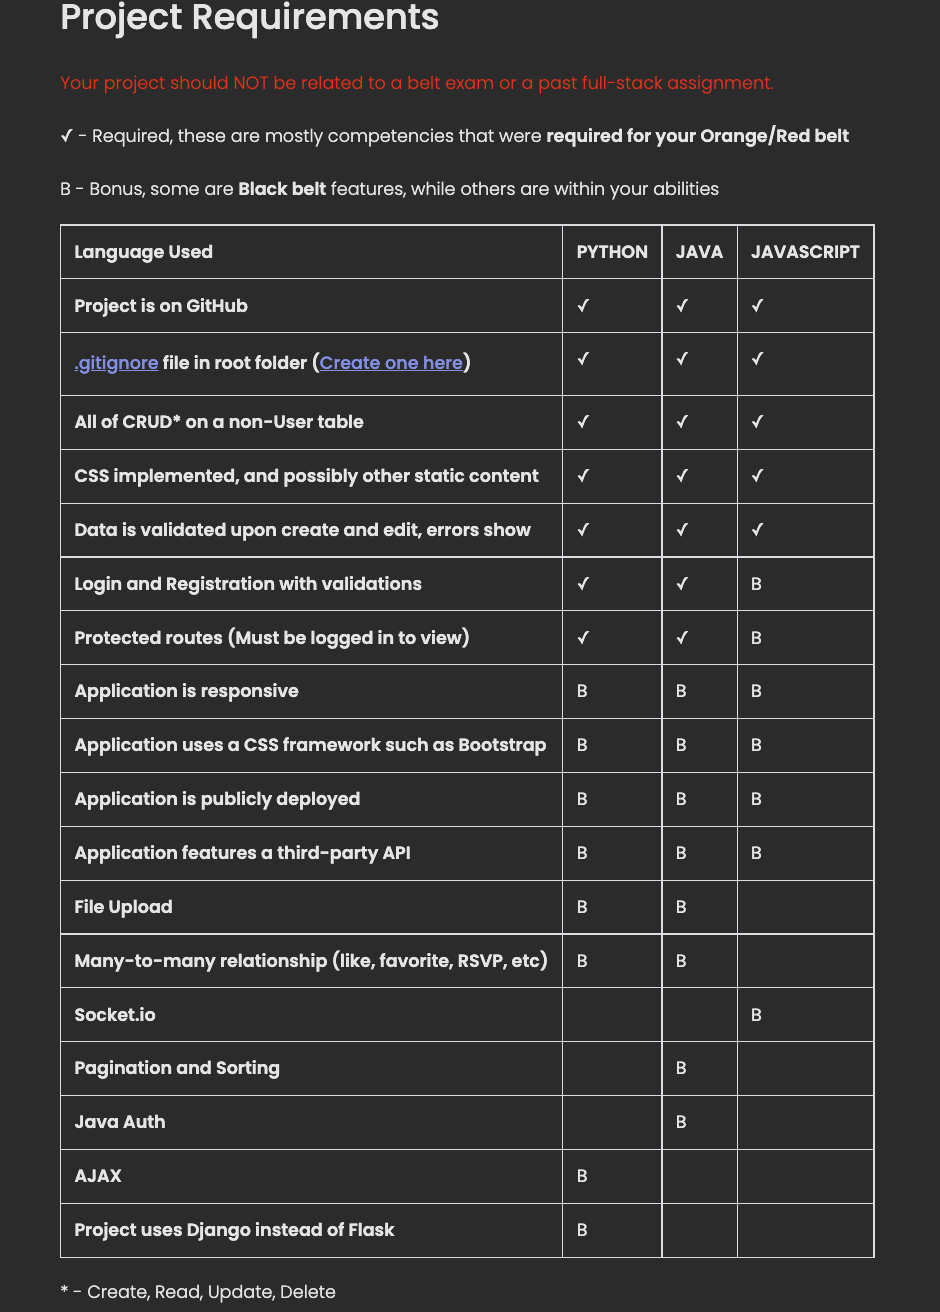 Project Requirements
Your project should NOT be related to a belt exam or a past full-stack assignment.
✓ - Required, these are mostly competencies that were required for your Orange/Red belt
B - Bonus, some are Black belt features, while others are within your abilities
Language Used PYTHON JAVA JAVASCRIPT
Project is on GitHub ✓ ✓ ✓
.gitignore file in root folder (Create one here) ✓ ✓ ✓
All of CRUD* on a non-User table ✓ ✓ ✓
CSS implemented, and possibly other static content ✓ ✓ ✓
Data is validated upon create and edit, errors show ✓ ✓ ✓
Login and Registration with validations ✓ ✓ B
Protected routes (Must be logged in to view) ✓ ✓ B
Application is responsive B B B
Application uses a CSS framework such as Bootstrap B B B
Application is publicly deployed B B B
Application features a third-party API B B B
File Upload B B
Many-to-many relationship (like, favorite, RSVP, etc) B B
Socket.io B
Pagination and Sorting B
Java Auth B
AJAX B
Project uses Django instead of Flask B
* - Create, Read, Update, Delete